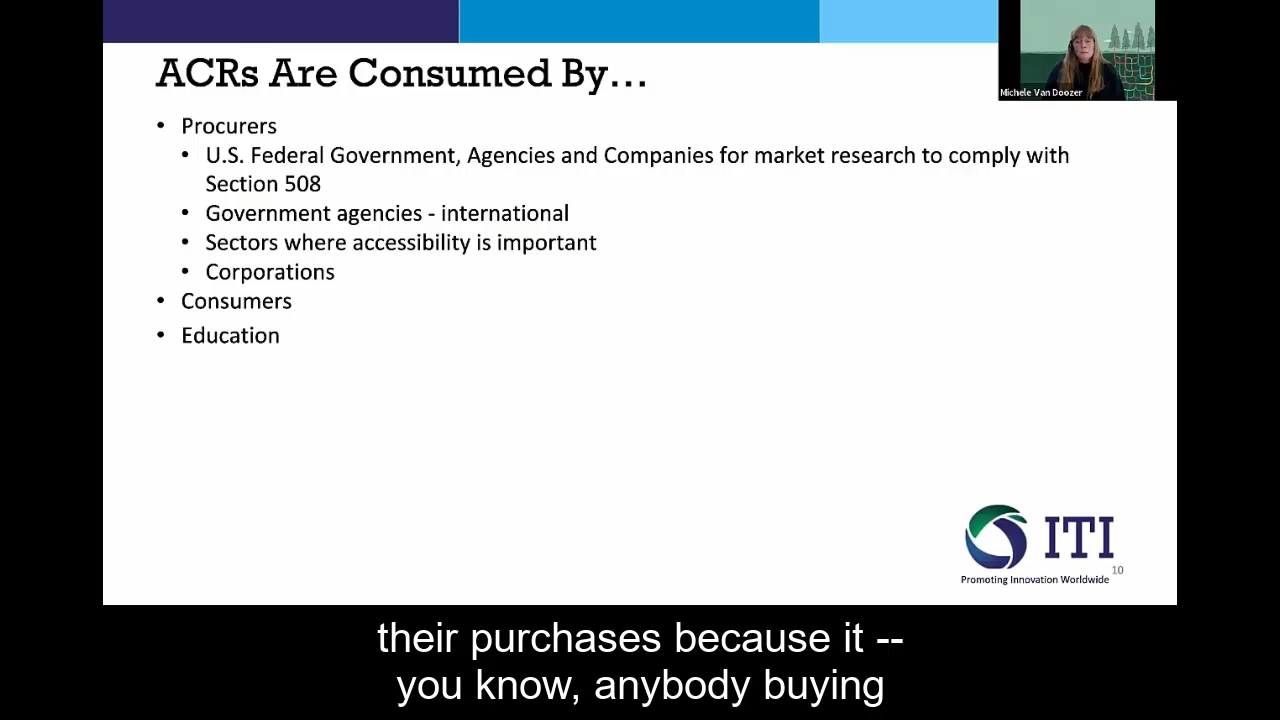 ACRs Are Consumed By...
Michele Van Doozer
• Procurers
• U.S. Federal Government, Agencies and Companies for market research to comply with
Section 508
• Government agencies - international
• Sectors where accessibility is important
• Corporations
• Consumers
• Education
ITI
Promoting Innovation Worldwide
10
their purchases because it --
you know, anybody buying